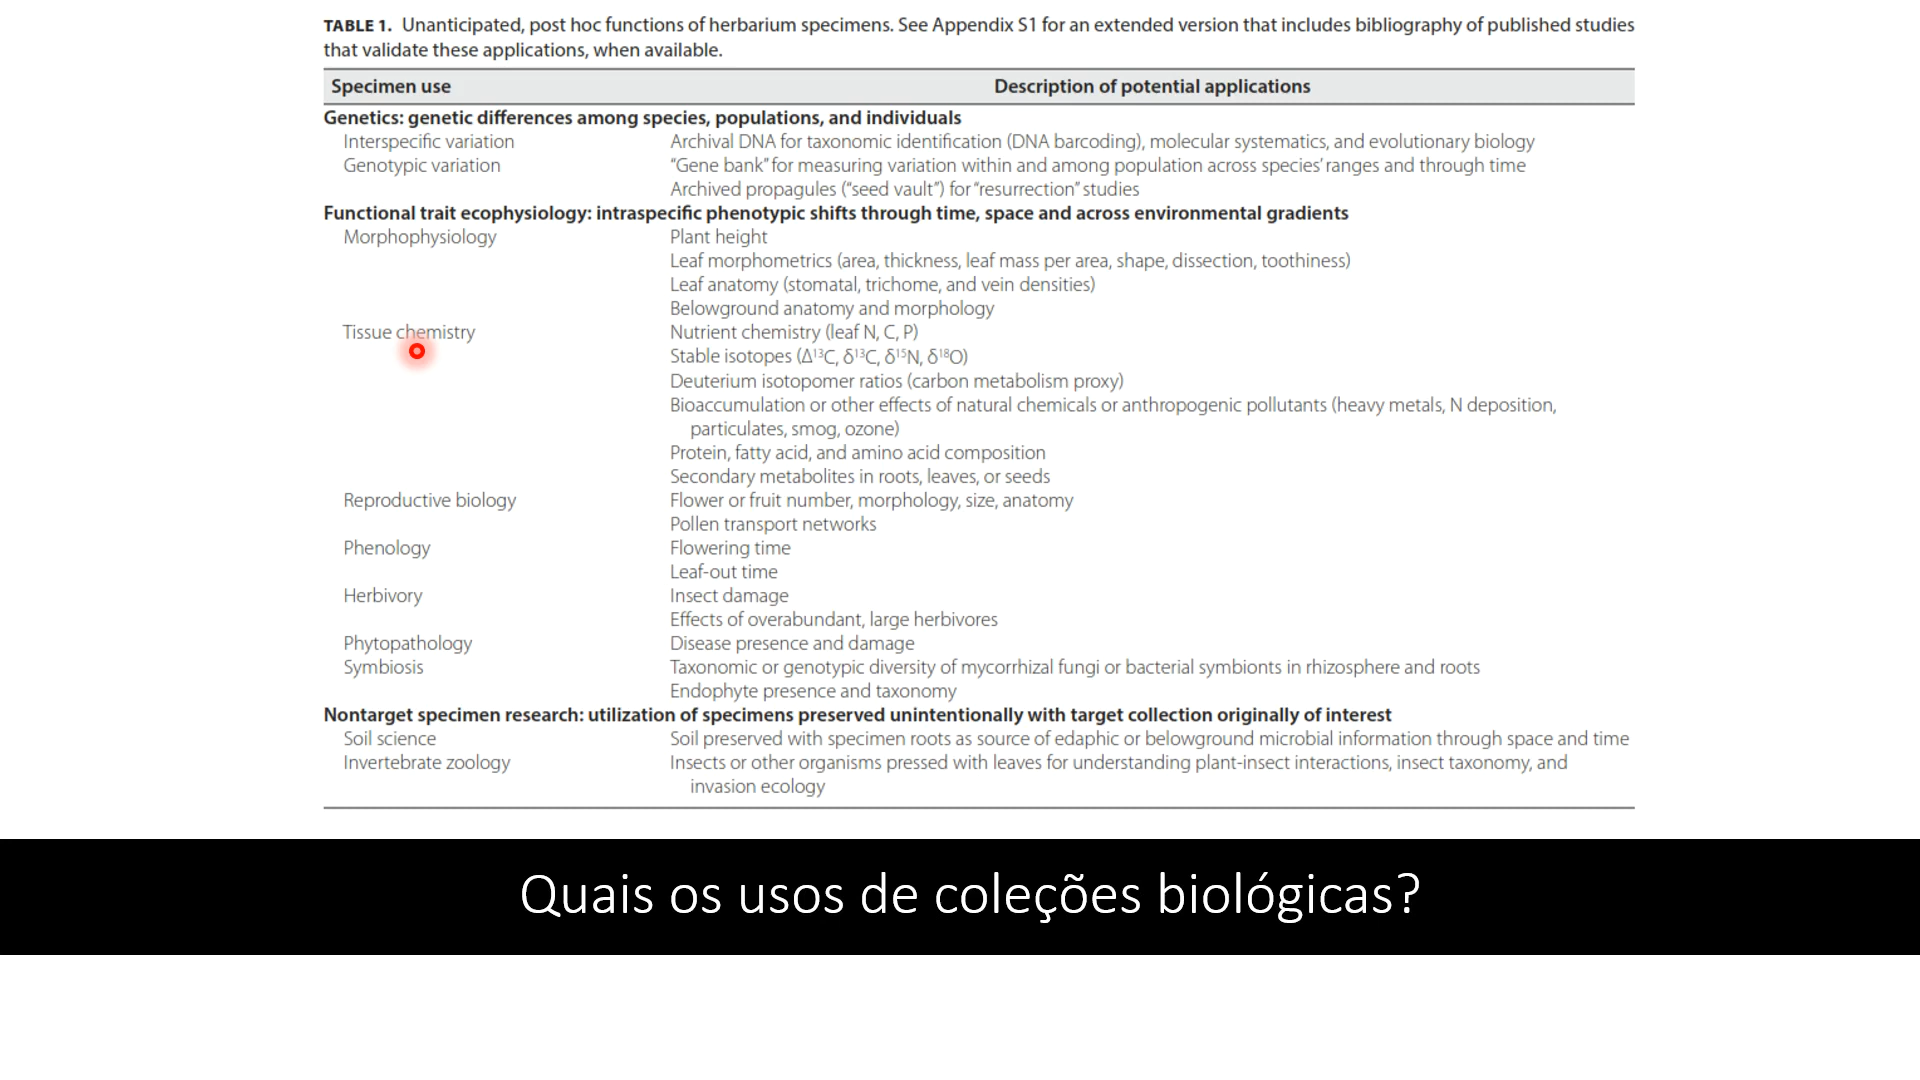 TABLE 1. Unanticipated, post hoc functions of herbarium specimens. See Appendix S1 for an extended version that includes bibliography of published studies
that validate these applications, when available.
Specimen use Description of potential applications
Genetics: genetic differences among species, populations, and individuals
Interspecific variation Archival DNA for taxonomic identification (DNA barcoding), molecular systematics, and evolutionary biology
Genotypic variation “Gene bank” for measuring variation within and among population across species’ ranges and through time
Archived propagules (“seed vault”) for “resurrection” studies
Functional trait ecophysiology: intraspecific phenotypic shifts through time, space and across environmental gradients
Morphophysiology Plant height
Leaf morphometrics (area, thickness, leaf mass per area, shape, dissection, toothiness)
Leaf anatomy (stomatal, trichome, and vein densities)
Belowground anatomy and morphology
Tissue chemistry Nutrient chemistry (leaf N, C, P)
Stable isotopes (Δ¹³C, δ¹³C, δ¹⁵N, δ¹⁸O)
Deuterium isotopomer ratios (carbon metabolism proxy)
Bioaccumulation or other effects of natural chemicals or anthropogenic pollutants (heavy metals, N deposition,
particulates, smog, ozone)
Protein, fatty acid, and amino acid composition
Secondary metabolites in roots, leaves, or seeds
Reproductive biology Flower or fruit number, morphology, size, anatomy
Pollen transport networks
Phenology Flowering time
Leaf-out time
Herbivory Insect damage
Effects of overabundant, large herbivores
Phytopathology Disease presence and damage
Symbiosis Taxonomic or genotypic diversity of mycorrhizal fungi or bacterial symbionts in rhizosphere and roots
Endophyte presence and taxonomy
Nontarget specimen research: utilization of specimens preserved unintentionally with target collection originally of interest
Soil science Soil preserved with specimen roots as source of edaphic or belowground microbial information through space and time
Invertebrate zoology Insects or other organisms pressed with leaves for understanding plant-insect interactions, insect taxonomy, and
invasion ecology
Quais os usos de coleções biológicas?